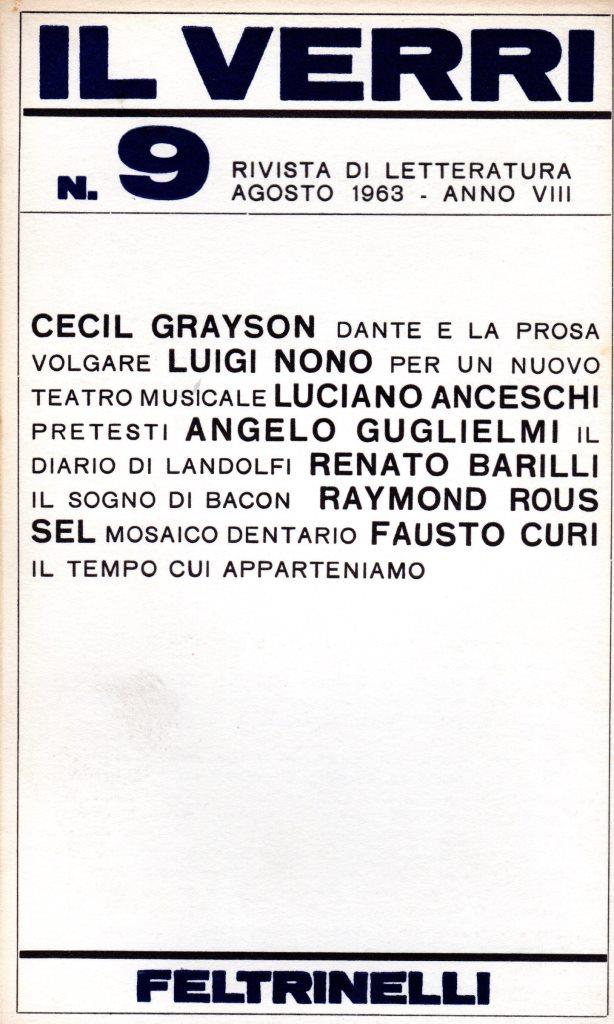 IL VERRI
N. 9
RIVISTA DI LETTERATURA
AGOSTO 1963 - ANNO VIII
CECIL GRAYSON DANTE E LA PROSA
VOLGARE LUIGI NONO PER UN NUOVO
TEATRO MUSICALE LUCIANO ANCESCHI
PRETESTI ANGELO GUGLIELMI IL
DIARIO DI LANDOLFI RENATO BARILLI
IL SOGNO DI BACON RAYMOND ROUS
SEL MOSAICO DENTARIO FAUSTO CURI
IL TEMPO CUI APPARTENIAMO
FELTRINELLI